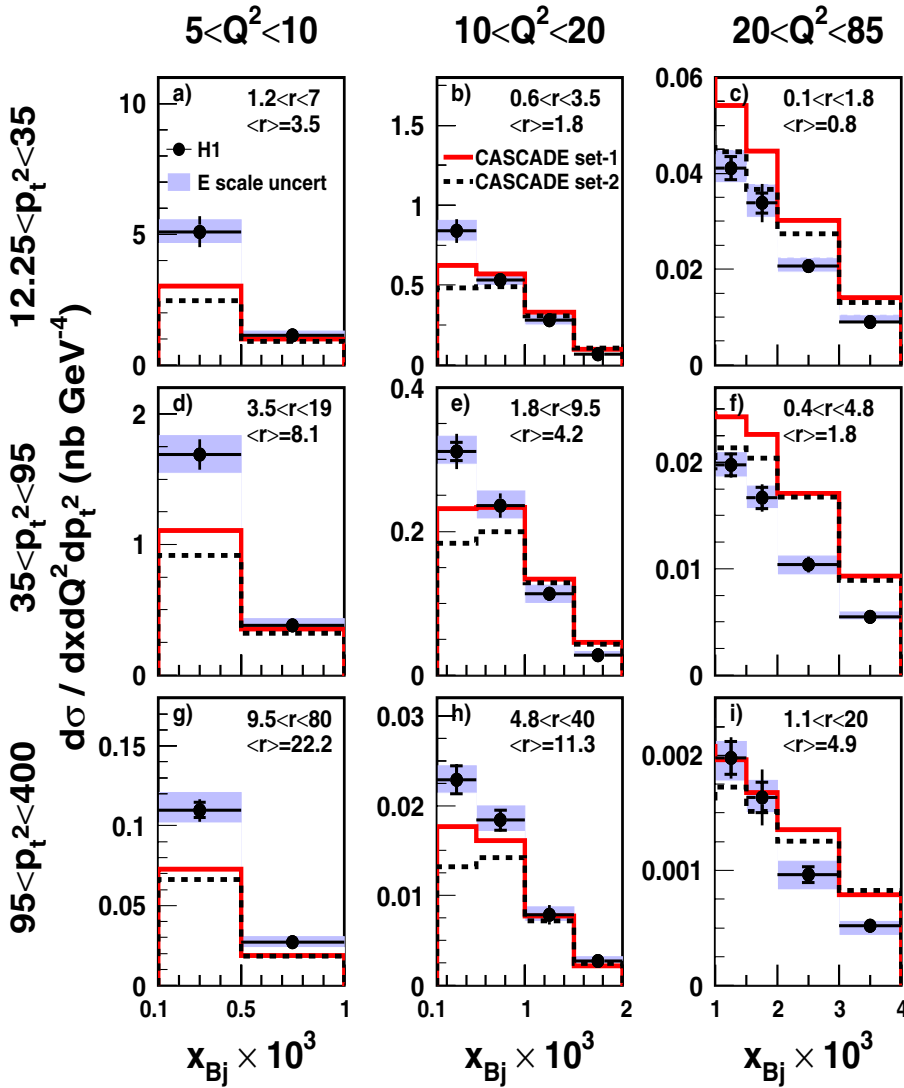 5<Q²<10 10<Q²<20 20<Q²<85
12.25<pₜ²<35
35<pₜ²<95
95<pₜ²<400
dσ / dxdQ²dpₜ² (nb GeV⁻⁴)
a) 1.2<r<7
<r>=3.5
H1
E scale uncert
10
5
0
b) 0.6<r<3.5
<r>=1.8
CASCADE set-1
CASCADE set-2
1.5
1
0.5
0
c) 0.1<r<1.8
<r>=0.8
0.06
0.04
0.02
0
d) 3.5<r<19
<r>=8.1
2
1
0
e) 1.8<r<9.5
<r>=4.2
0.4
0.2
0
f) 0.4<r<4.8
<r>=1.8
0.02
0.01
0
g) 9.5<r<80
<r>=22.2
0.15
0.1
0.05
0
0.1 0.5 1
h) 4.8<r<40
<r>=11.3
0.03
0.02
0.01
0
0.1 1 2
i) 1.1<r<20
<r>=4.9
0.002
0.001
0
1 2 3 4
x_Bj × 10³ x_Bj × 10³ x_Bj × 10³